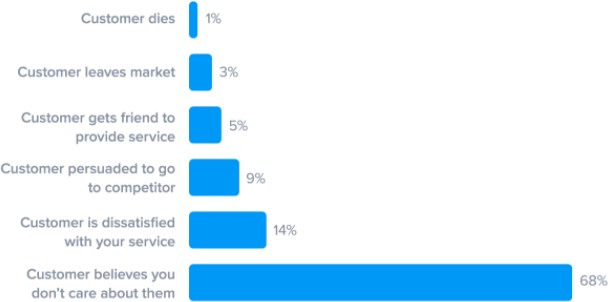 Customer dies 1%
Customer leaves market 3%
Customer gets friend to
provide service 5%
Customer persuaded to go
to competitor 9%
Customer is dissatisfied
with your service 14%
Customer believes you
don't care about them 68%